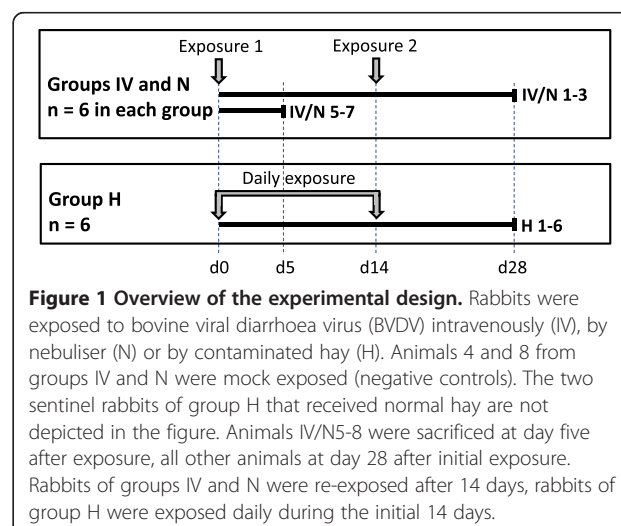 Exposure 1 Exposure 2
Groups IV and N
n = 6 in each group
IV/N 1-3
IV/N 5-7
Daily exposure
Group H
n = 6
H 1-6
d0 d5 d14 d28
Figure 1 Overview of the experimental design. Rabbits were
exposed to bovine viral diarrhoea virus (BVDV) intravenously (IV), by
nebuliser (N) or by contaminated hay (H). Animals 4 and 8 from
groups IV and N were mock exposed (negative controls). The two
sentinel rabbits of group H that received normal hay are not
depicted in the figure. Animals IV/N5-8 were sacrificed at day five
after exposure, all other animals at day 28 after initial exposure.
Rabbits of groups IV and N were re-exposed after 14 days, rabbits of
group H were exposed daily during the initial 14 days.